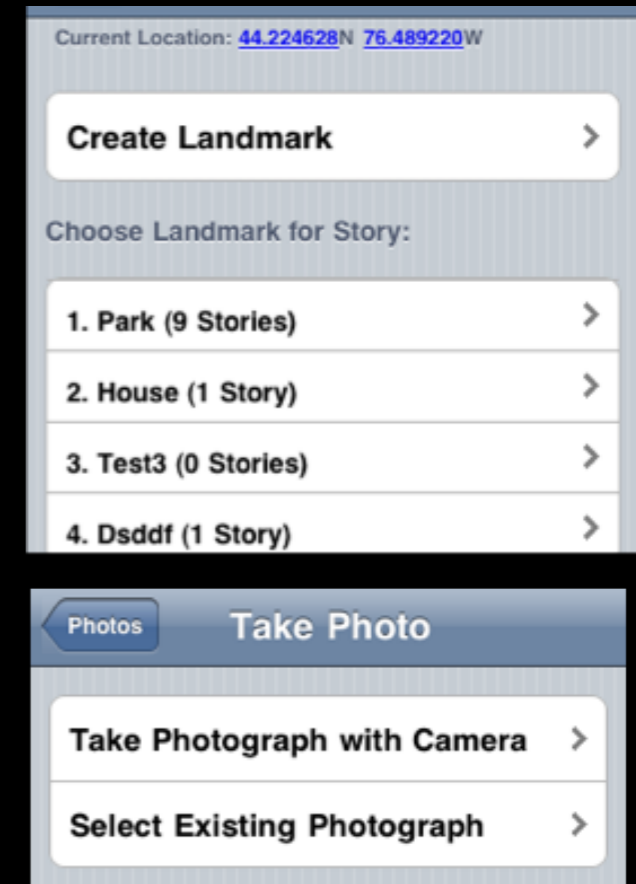 Current Location: 44.224628N 76.489220W
Create Landmark
Choose Landmark for Story:
1. Park (9 Stories)
2. House (1 Story)
3. Test3 (0 Stories)
4. Dsddf (1 Story)
Photos Take Photo
Take Photograph with Camera
Select Existing Photograph